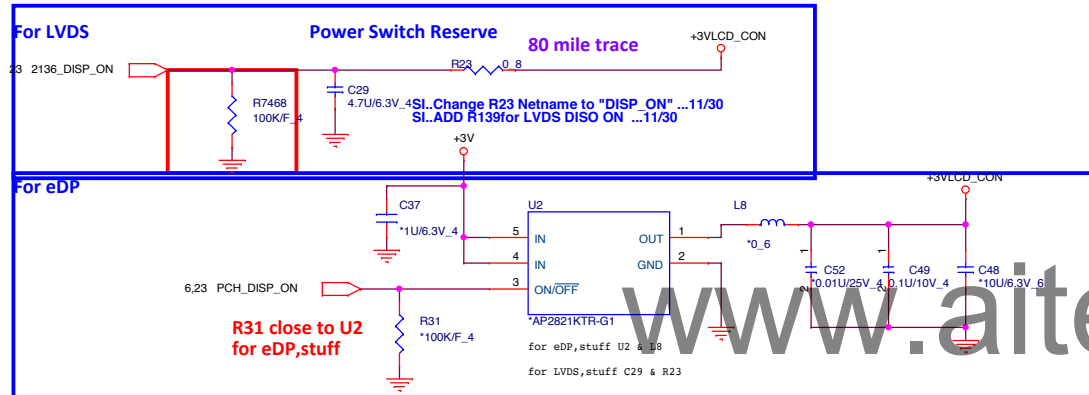 For LVDS
Power Switch Reserve
80 mile trace
+3VLCD_CON
23 2136_DISP_ON
R23 0_8
R7468
100K/F_4
C29
4.7U/6.3V_4
SI..Change R23 Netname to "DISP_ON" ...11/30
SI..ADD R139for LVDS DISO ON ...11/30
+3V
For eDP
+3VLCD_CON
C37
*1U/6.3V_4
U2
L8
*0_6
5 IN OUT 1
4 IN GND 2
3 ON/OFF
6,23 PCH_DISP_ON
1 1
C52
*0.01U/25V_4
C49
0.1U/10V_4
C48
*10U/6.3V_6
2 2
R31
*100K/F_4
*AP2821KTR-G1
R31 close to U2
for eDP,stuff
for eDP,stuff U2 & L8
for LVDS,stuff C29 & R23
www.aite